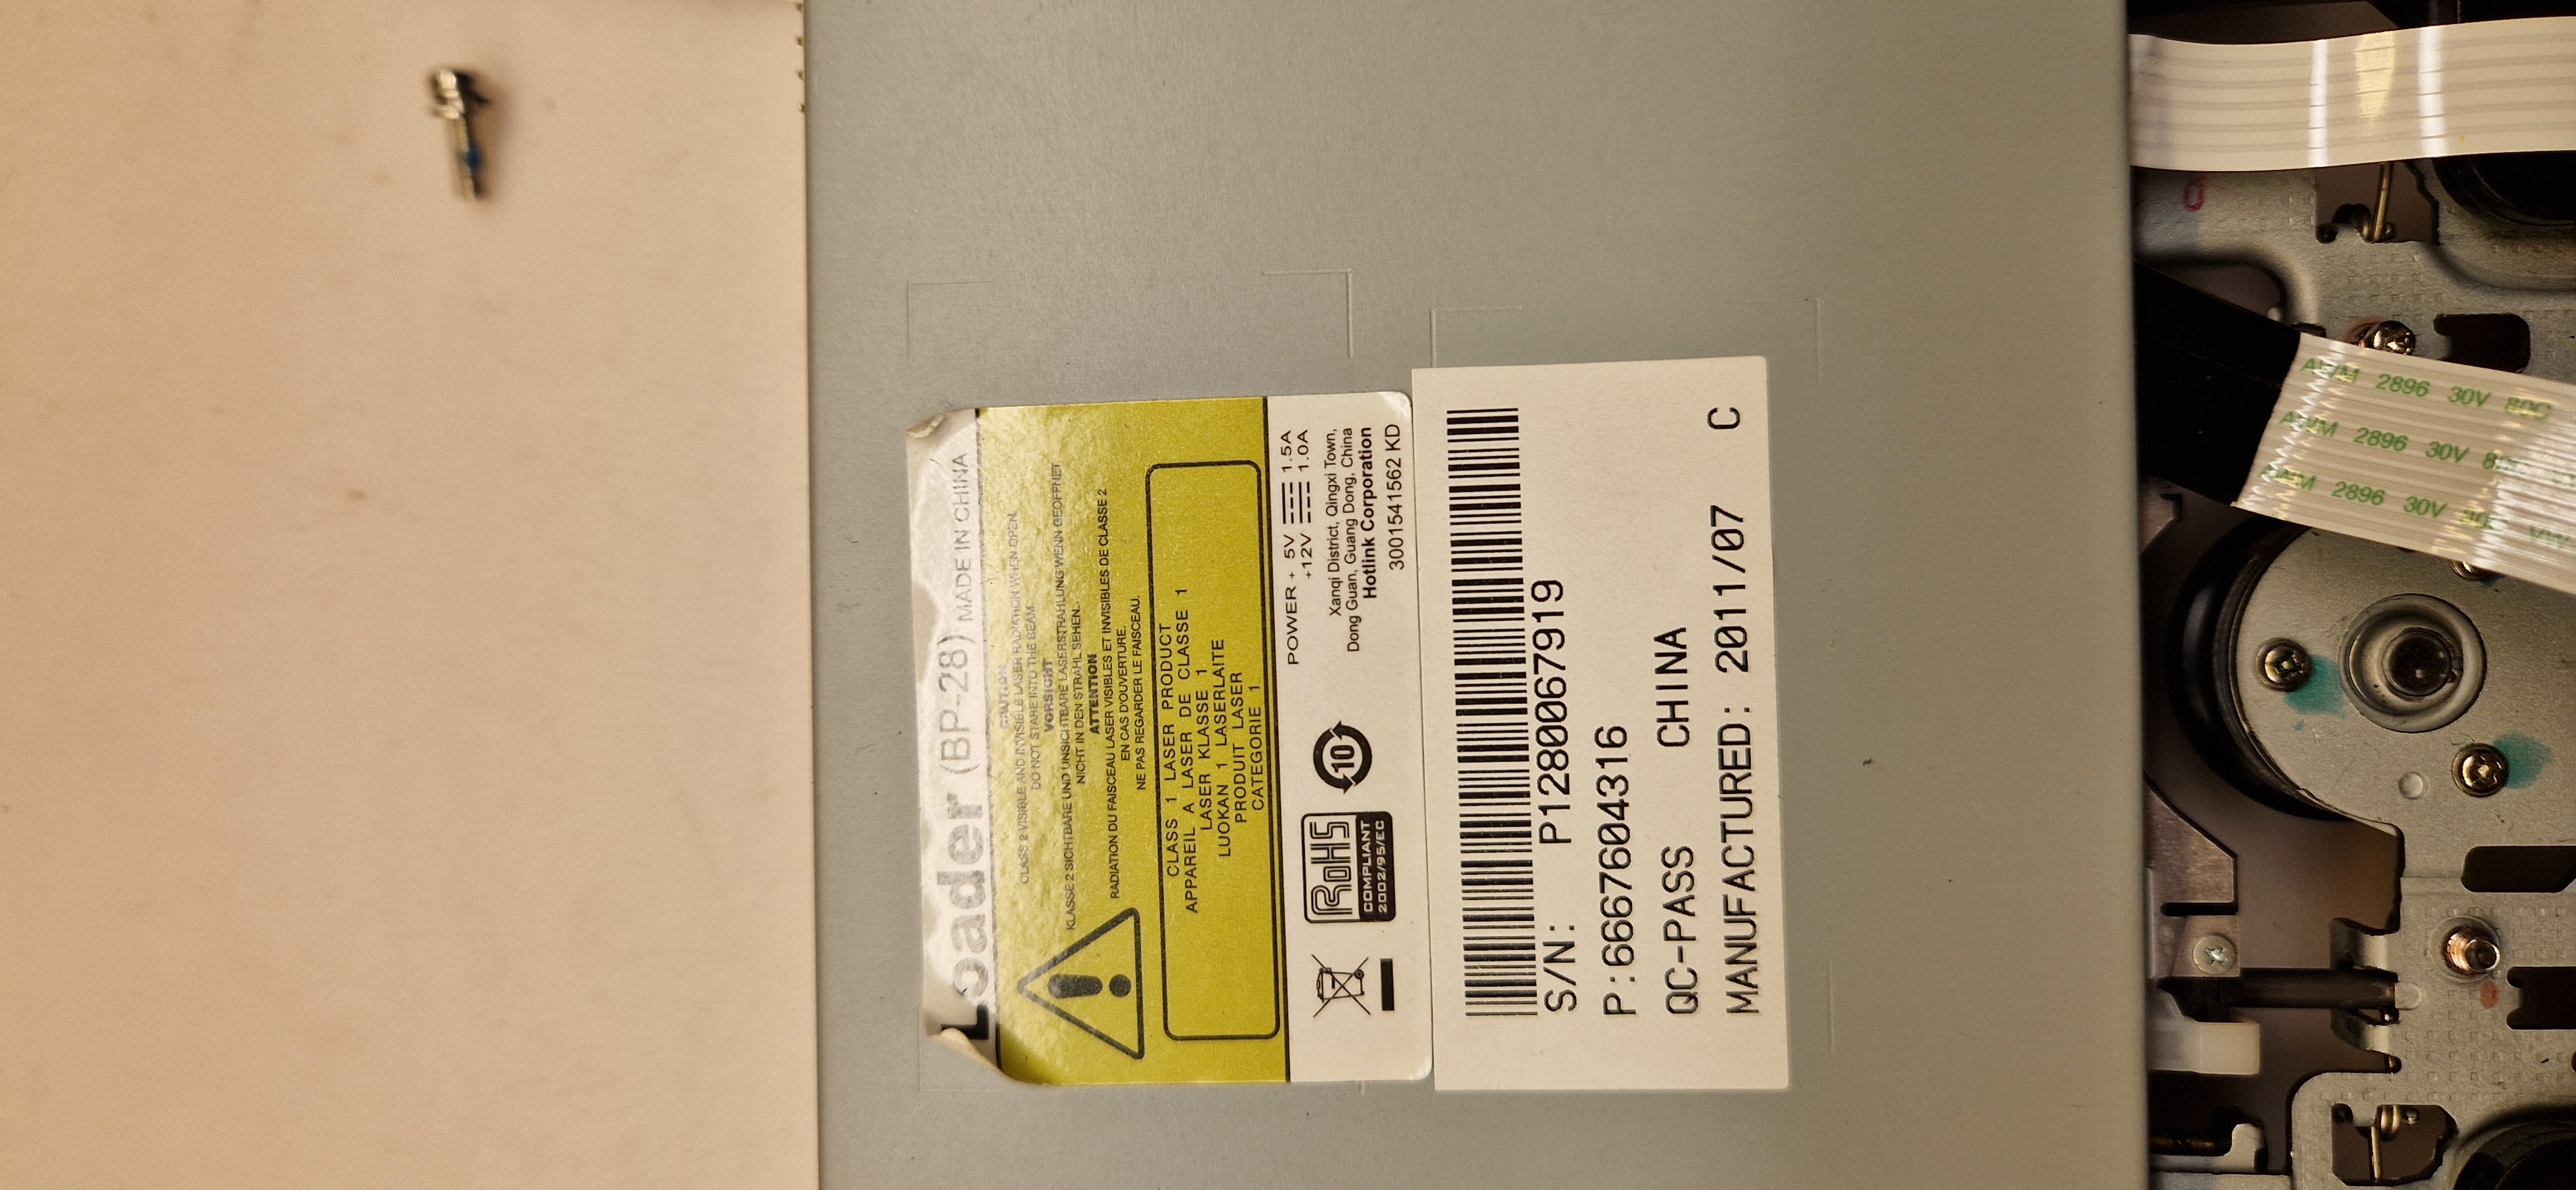 Loader (BP-28) MADE IN CHINA
CAUTION
CLASS 2 VISIBLE AND INVISIBLE LASER RADIATION WHEN OPEN.
DO NOT STARE INTO THE BEAM.
VORSICHT
KLASSE 2 SICHTBARE UND UNSICHTBARE LASERSTRAHLUNG WENN GEOFFNET
NICHT IN DEN STRAHL SEHEN.
ATTENTION
RADIATION DU FAISCEAU LASER VISIBLES ET INVISIBLES DE CLASSE 2
EN CAS D'OUVERTURE.
NE PAS REGARDER LE FAISCEAU.
CLASS 1 LASER PRODUCT
APPAREIL A LASER DE CLASSE 1
LASER KLASSE 1
LUOKAN 1 LASERLAITE
PRODUIT LASER
CATEGORIE 1
POWER + 5V 1.5A
+12V 1.0A
Xanqi District, Qingxi Town,
Dong Guan, Guang Dong, China
Hotlink Corporation
3001541562 KD
10
RoHS
COMPLIANT
2002/95/EC
S/N: P1280067919
P:6667604316
QC-PASS CHINA
MANUFACTURED: 2011/07 C
AWM 2896 30V 80C
AWM 2896 30V
AWM 2896 30V